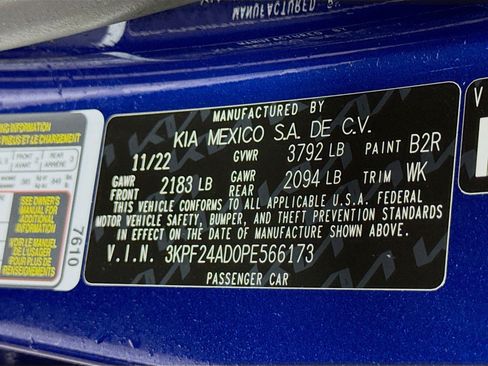 MANUFACTURED BY
KIA MEXICO S.A. DE C.V.
11/22 GVWR 3792 LB PAINT B2R
GAWR FRONT 2183 LB GAWR REAR 2094 LB TRIM WK
THIS VEHICLE CONFORMS TO ALL APPLICABLE U.S.A. FEDERAL
MOTOR VEHICLE SAFETY, BUMPER, AND THEFT PREVENTION STANDARDS
IN EFFECT ON THE DATE OF MANUFACTURE SHOWN ABOVE.
V.I.N. 3KPF24AD0PE566173
PASSENGER CAR
SEE OWNER'S
MANUAL FOR
ADDITIONAL
INFORMATION
VOIR LE MANUEL
DE L'USAGER
POUR PLUS DE
RENSEIGNEMENTS
7610